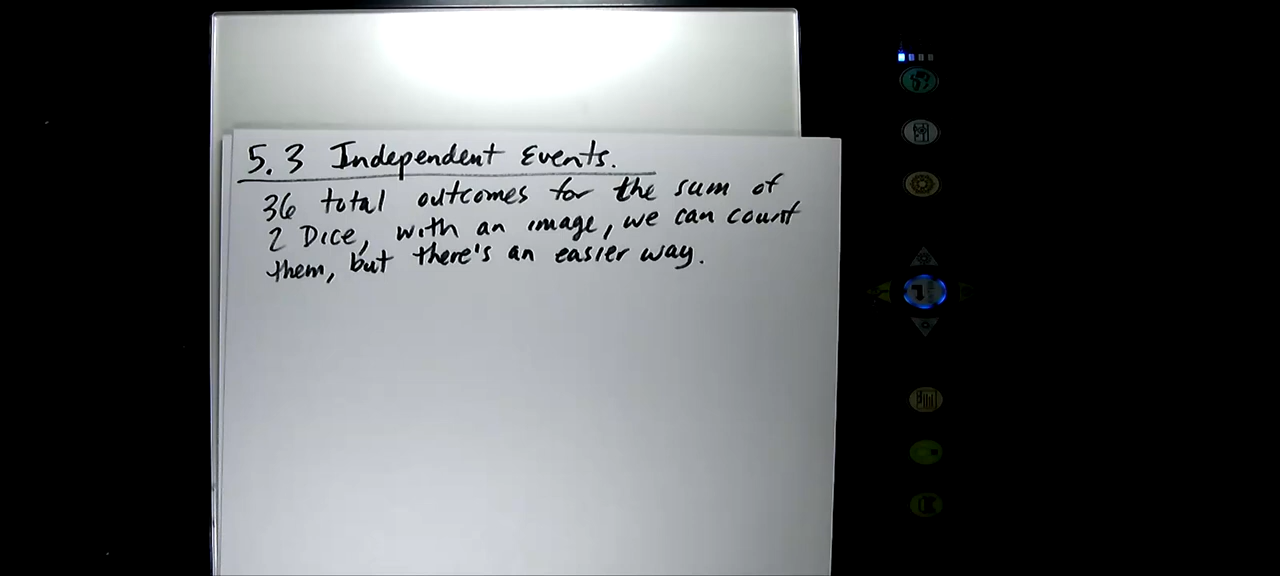 5.3 Independent Events.
36 total outcomes for the sum of
2 Dice, with an image, we can count
them, but there's an easier way.